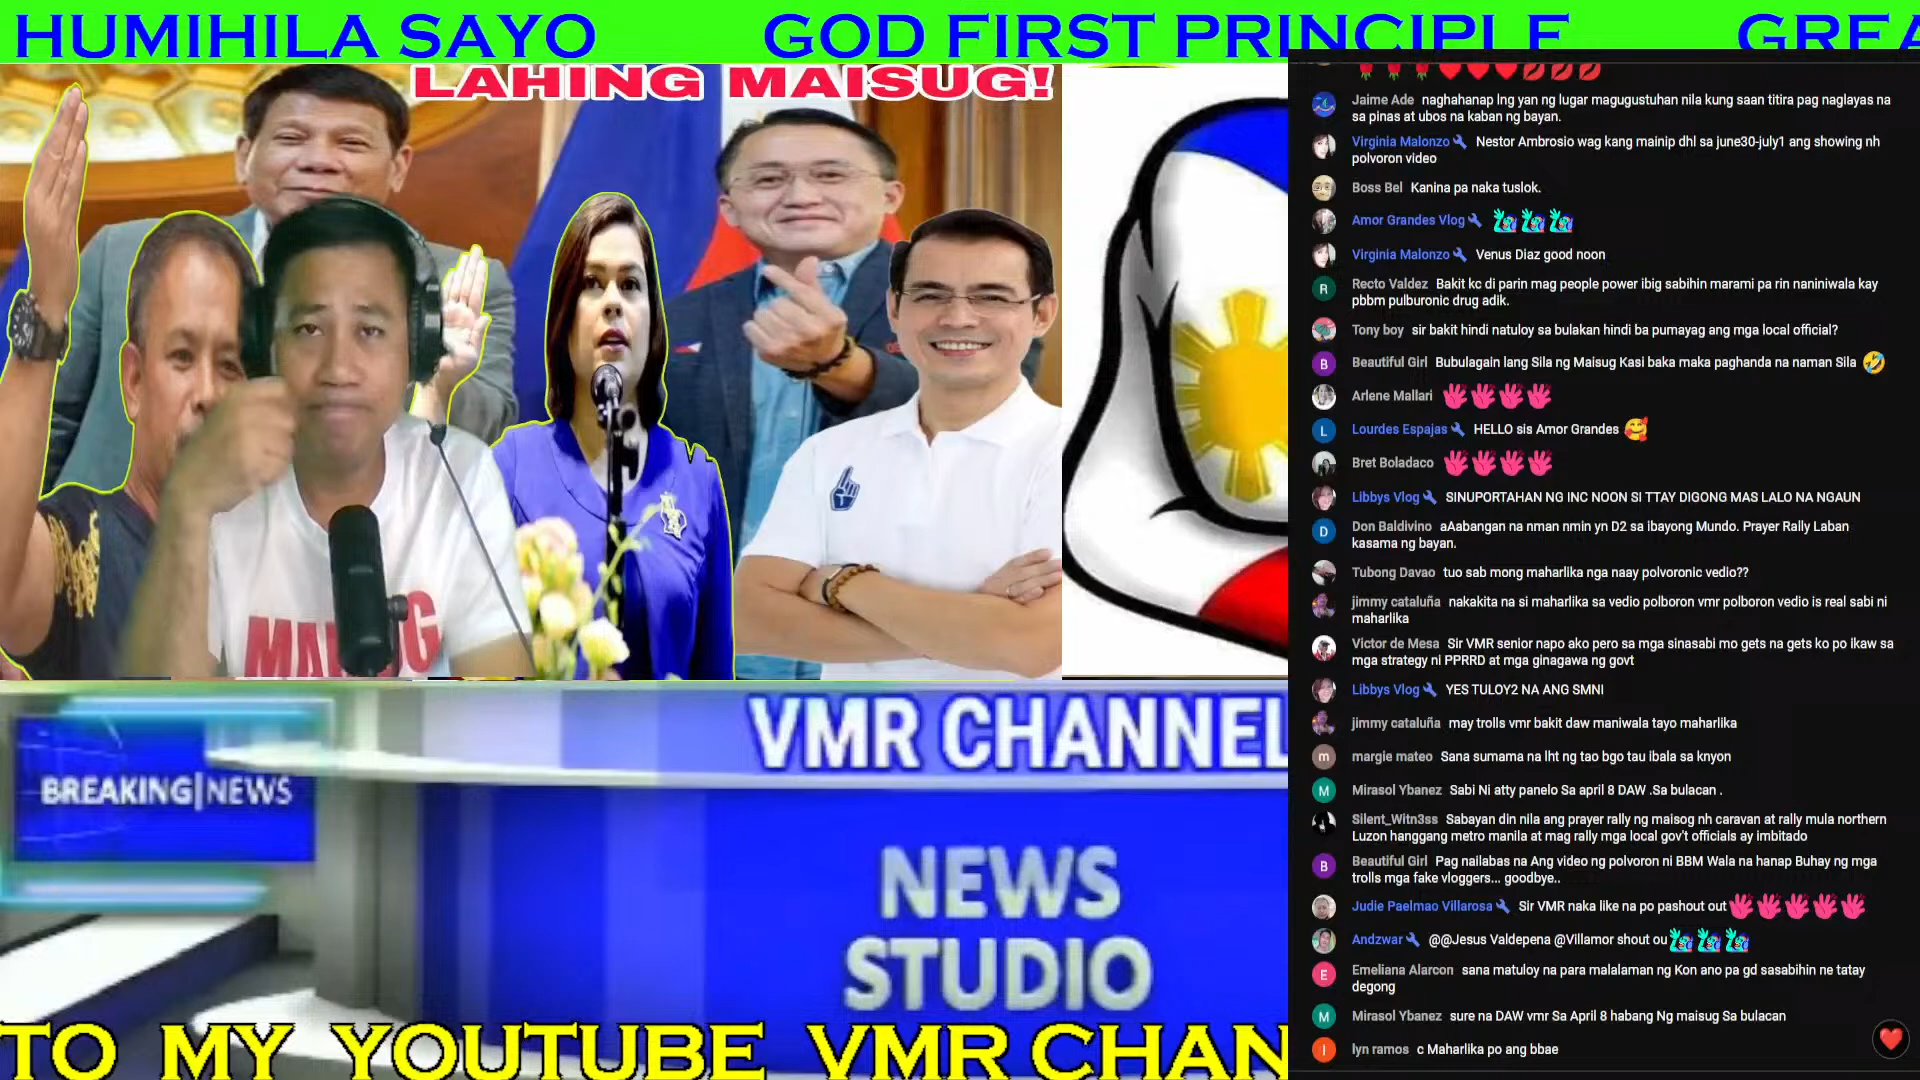 HUMIHILA SAYO GOD FIRST PRINCIPLE GREA
LAHING MAISUG!
MA UG
BREAKING|NEWS
VMR CHANNEL
NEWS
STUDIO
TO MY YOUTUBE VMR CHAN
Jaime Ade naghahanap lng yan ng lugar magugustuhan nila kung saan titira pag naglayas na
sa pinas at ubos na kaban ng bayan.
Virginia Malonzo Nestor Ambrosio wag kang mainip dhl sa june30-july1 ang showing nh
polvoron video
Boss Bel Kanina pa naka tuslok.
Amor Grandes Vlog
Virginia Malonzo Venus Diaz good noon
R
Recto Valdez Bakit kc di parin mag people power ibig sabihin marami pa rin naniniwala kay
pbbm pulburonic drug adik.
Tony boy sir bakit hindi natuloy sa bulakan hindi ba pumayag ang mga local official?
B
Beautiful Girl Bubulagain lang Sila ng Maisug Kasi baka maka paghanda na naman Sila 🤣
Arlene Mallari
L
Lourdes Espajas HELLO sis Amor Grandes 🥰
Bret Boladaco
Libbys Vlog SINUPORTAHAN NG INC NOON SI TTAY DIGONG MAS LALO NA NGAUN
D
Don Baldivino aAabangan na nman nmin yn D2 sa ibayong Mundo. Prayer Rally Laban
kasama ng bayan.
Tubong Davao tuo sab mong maharlika nga naay polvoronic vedio??
jimmy cataluña nakakita na si maharlika sa vedio polboron vmr polboron vedio is real sabi ni
maharlika
Victor de Mesa Sir VMR senior napo ako pero sa mga sinasabi mo gets na gets ko po ikaw sa
mga strategy ni PPRRD at mga ginagawa ng govt
Libbys Vlog YES TULOY2 NA ANG SMNI
jimmy cataluña may trolls vmr bakit daw maniwala tayo maharlika
m
margie mateo Sana sumama na lht ng tao bgo tau ibala sa knyon
M
Mirasol Ybanez Sabi Ni atty panelo Sa april 8 DAW .Sa bulacan .
Silent_Witn3ss Sabayan din nila ang prayer rally ng maisog nh caravan at rally mula northern
Luzon hanggang metro manila at mag rally mga local gov't officials ay imbitado
B
Beautiful Girl Pag nailabas na Ang video ng polvoron ni BBM Wala na hanap Buhay ng mga
trolls mga fake vloggers... goodbye..
Judie Paelmao Villarosa Sir VMR naka like na po pashout out
Andzwar @@Jesus Valdepena @Villamor shout ou
E
Emeliana Alarcon sana matuloy na para malalaman ng Kon ano pa gd sasabihin ne tatay
degong
M
Mirasol Ybanez sure na DAW vmr Sa April 8 habang Ng maisug Sa bulacan
l
lyn ramos c Maharlika po ang bbae